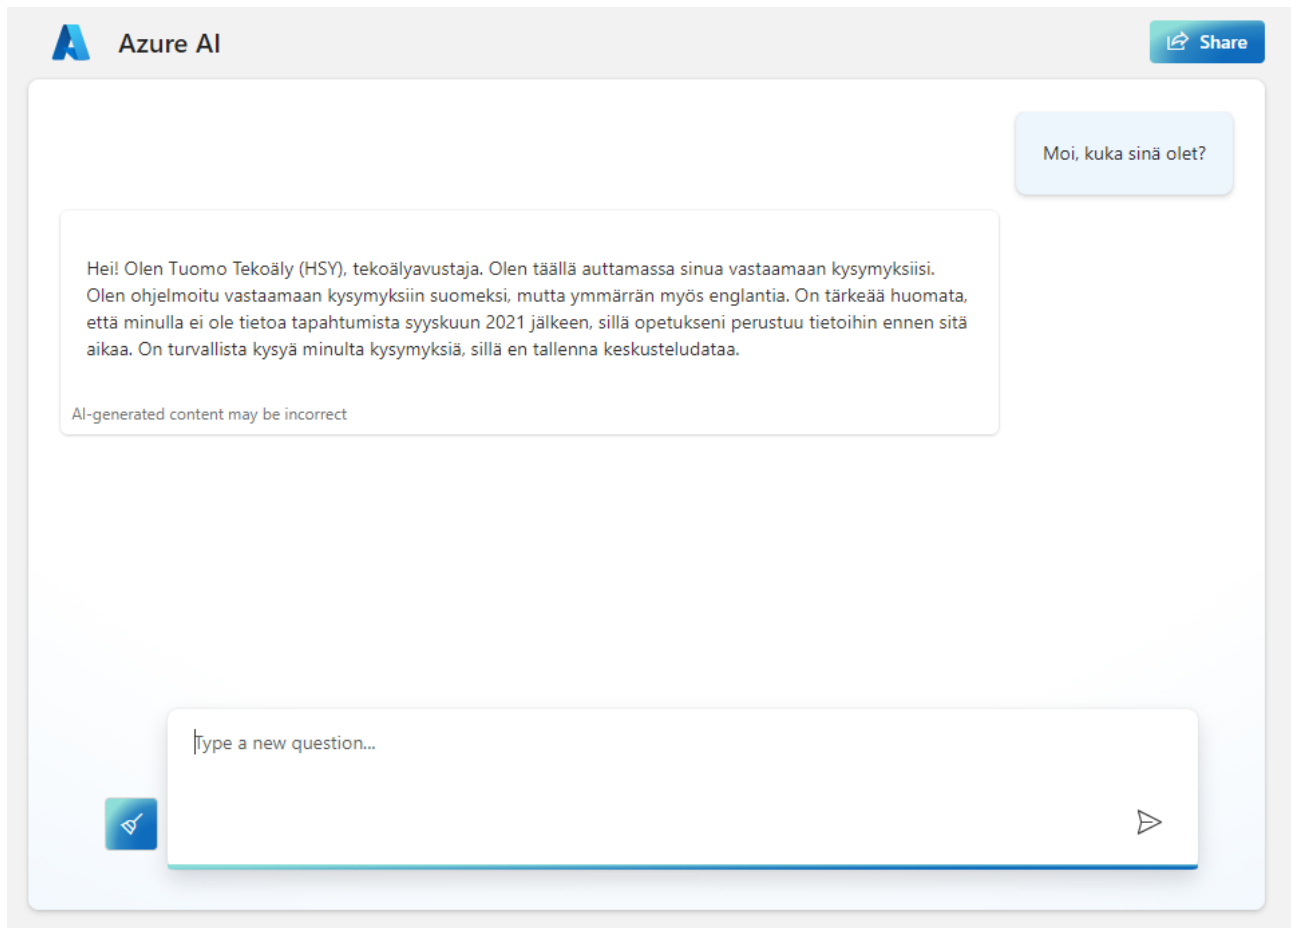 Azure AI
Share
Moi, kuka sinä olet?
Hei! Olen Tuomo Tekoäly (HSY), tekoälyavustaja. Olen täällä auttamassa sinua vastaamaan kysymyksiisi.
Olen ohjelmoitu vastaamaan kysymyksiin suomeksi, mutta ymmärrän myös englantia. On tärkeää huomata,
että minulla ei ole tietoa tapahtumista syyskuun 2021 jälkeen, sillä opetukseni perustuu tietoihin ennen sitä
aikaa. On turvallista kysyä minulta kysymyksiä, sillä en tallenna keskusteludataa.
AI-generated content may be incorrect
Type a new question...